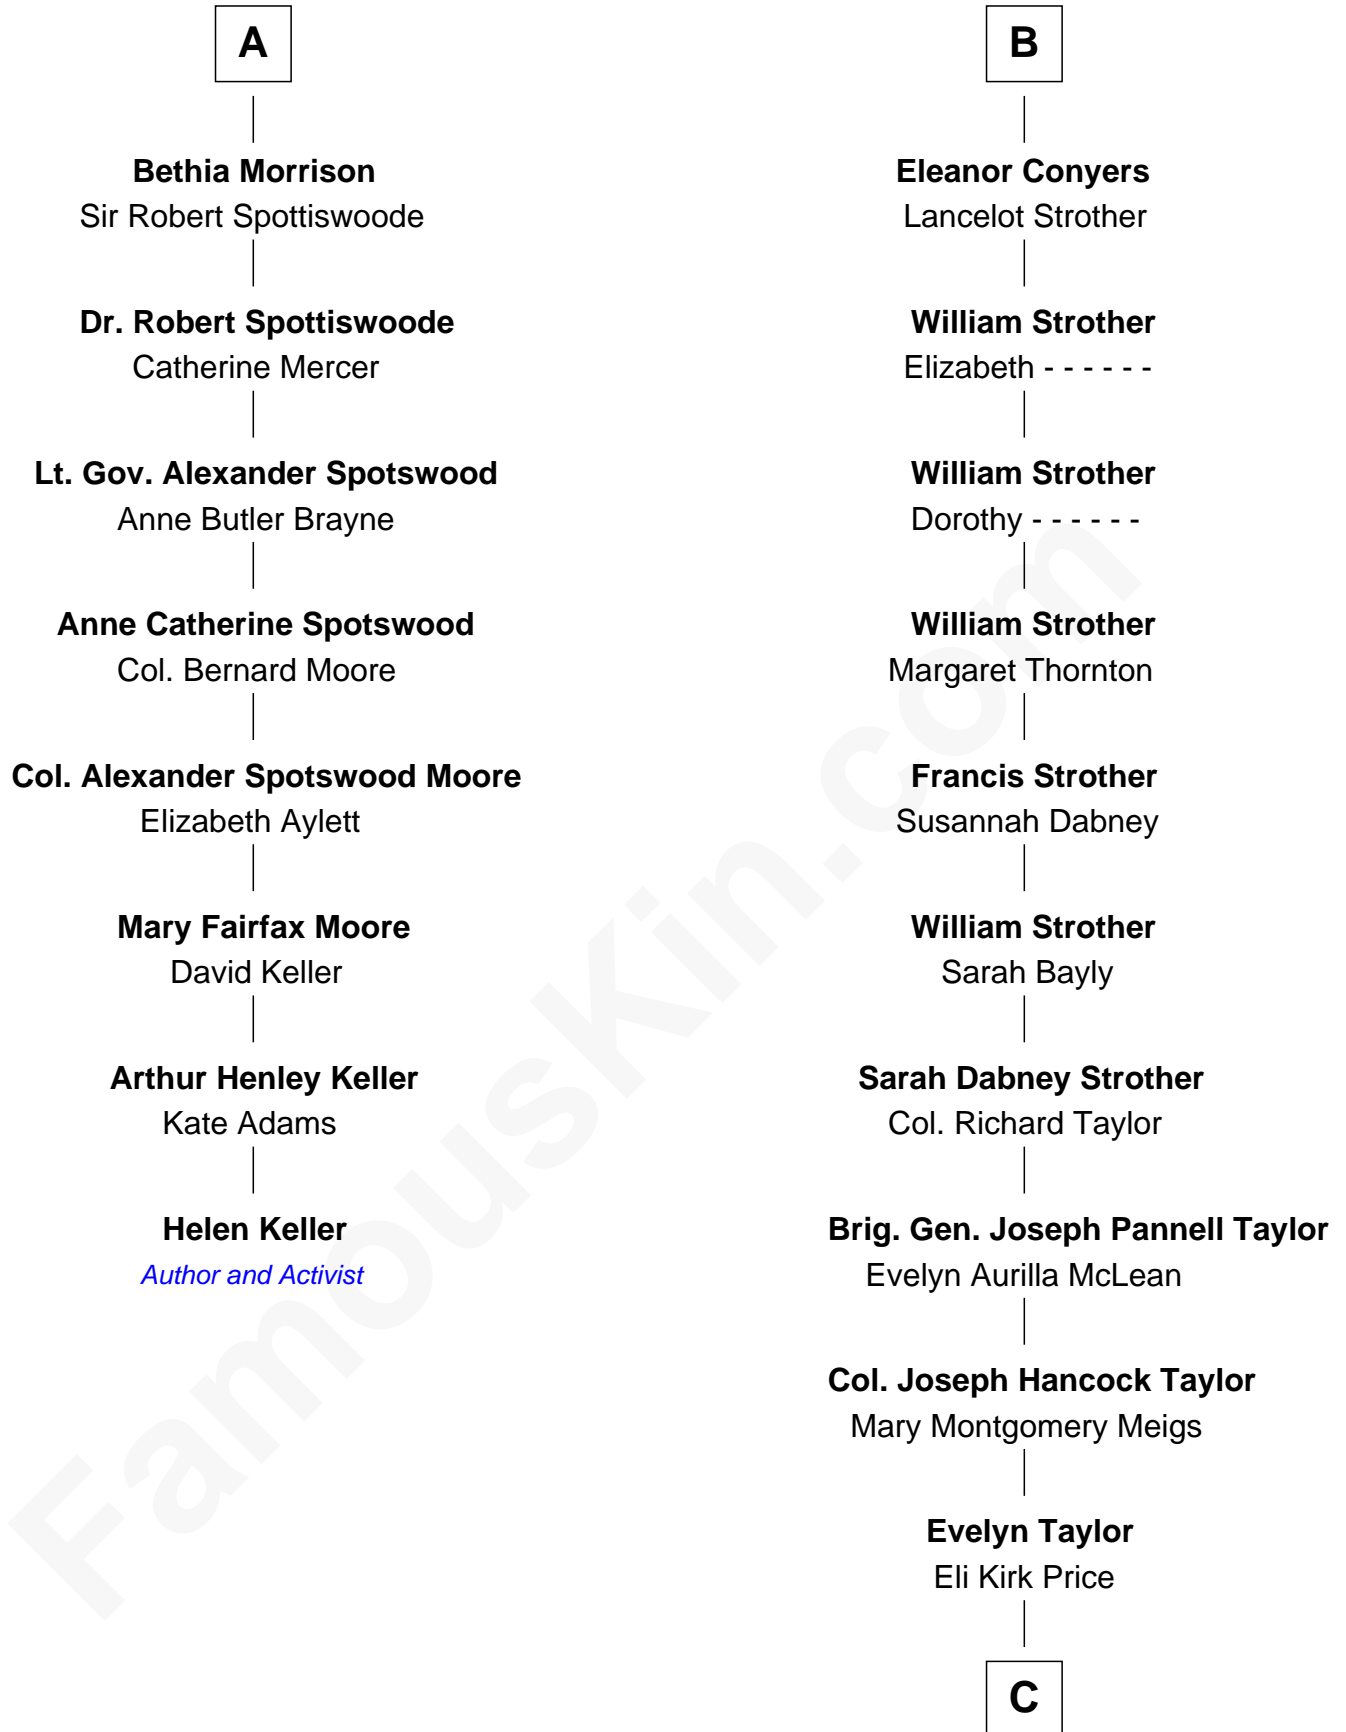 A
Bethia Morrison
Sir Robert Spottiswoode
Dr. Robert Spottiswoode
Catherine Mercer
Lt. Gov. Alexander Spotswood
Anne Butler Brayne
Anne Catherine Spotswood
Col. Bernard Moore
Col. Alexander Spotswood Moore
Elizabeth Aylett
Mary Fairfax Moore
David Keller
Arthur Henley Keller
Kate Adams
Helen Keller
Author and Activist
B
Eleanor Conyers
Lancelot Strother
William Strother
Elizabeth - - - - - -
William Strother
Dorothy - - - - - -
William Strother
Margaret Thornton
Francis Strother
Susannah Dabney
William Strother
Sarah Bayly
Sarah Dabney Strother
Col. Richard Taylor
Brig. Gen. Joseph Pannell Taylor
Evelyn Aurilla McLean
Col. Joseph Hancock Taylor
Mary Montgomery Meigs
Evelyn Taylor
Eli Kirk Price
C
FamousKin.com